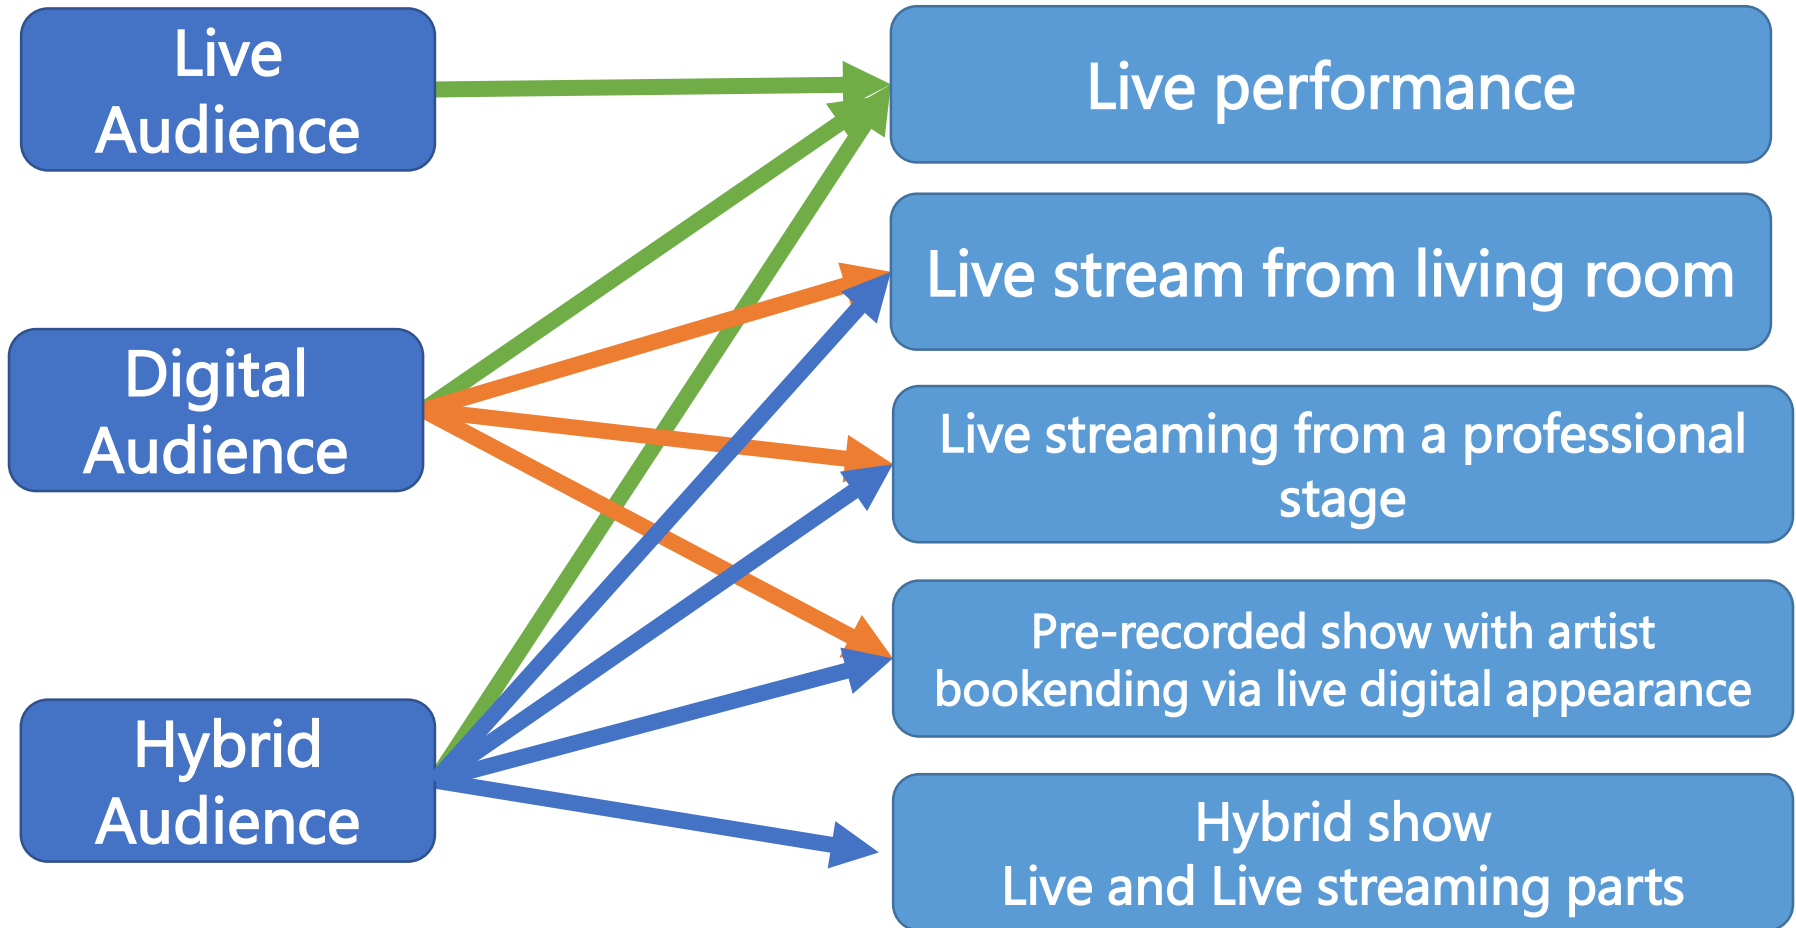 Live
Audience
Live performance
Live stream from living room
Digital
Audience
Live streaming from a professional
stage
Pre-recorded show with artist
bookending via live digital appearance
Hybrid
Audience
Hybrid show
Live and Live streaming parts